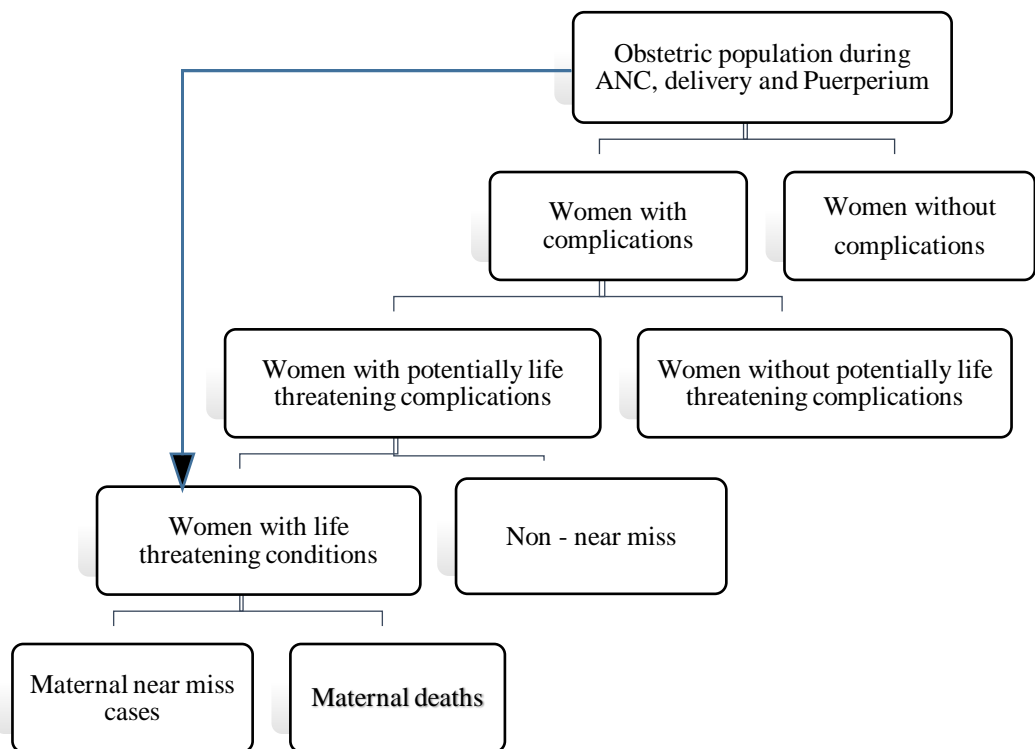 Obstetric population during
ANC, delivery and Puerperium
Women with
complications
Women without
complications
Women with potentially life
threatening complications
Women without potentially life
threatening complications
Women with life
threatening conditions
Non - near miss
Maternal near miss
cases
Maternal deaths